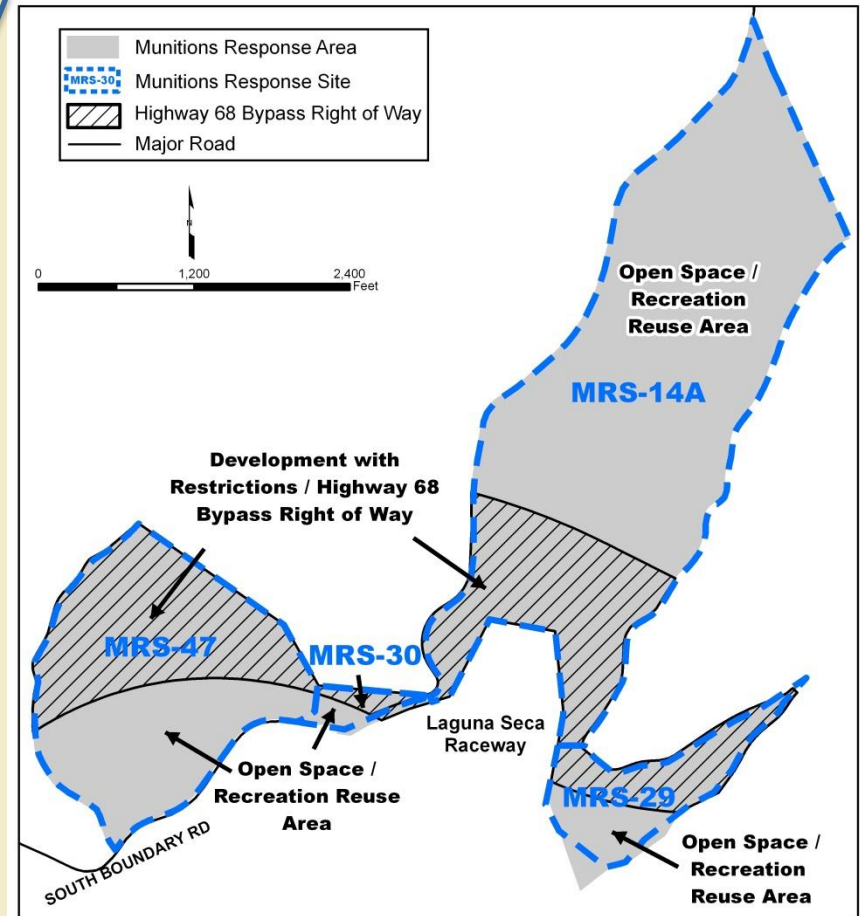 Munitions Response Area
MRS-30
Munitions Response Site
Highway 68 Bypass Right of Way
Major Road
N
0 1,200 2,400
Feet
Open Space /
Recreation
Reuse Area
MRS-14A
Development with
Restrictions / Highway 68
Bypass Right of Way
MRS-47
MRS-30
Laguna Seca
Raceway
Open Space /
Recreation Reuse
Area
MRS-29
Open Space /
Recreation
Reuse Area
SOUTH BOUNDARY RD